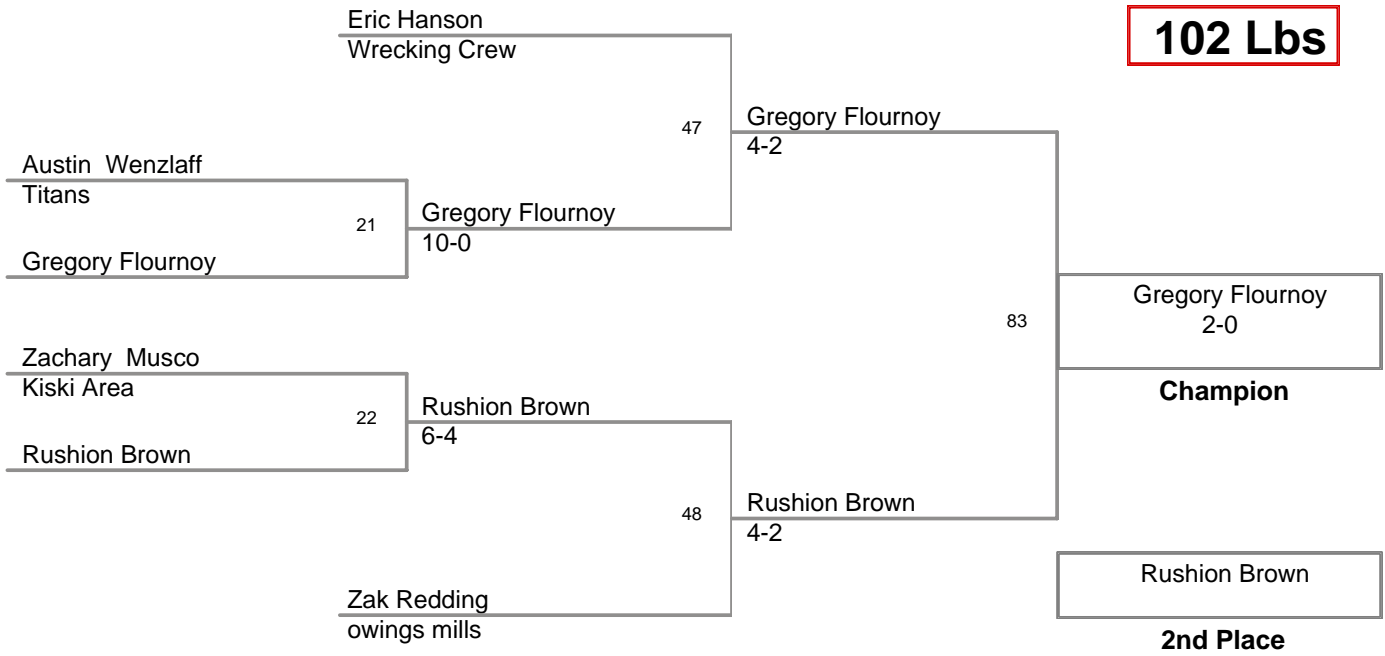 Eric Hanson
Wrecking Crew
102 Lbs
47
Gregory Flournoy
4-2
Austin  Wenzlaff
Titans
21
Gregory Flournoy
10-0
Gregory Flournoy
83
Gregory Flournoy
2-0
Champion
Zachary  Musco
Kiski Area
22
Rushion Brown
6-4
Rushion Brown
48
Rushion Brown
4-2
Zak Redding
owings mills
Rushion Brown
2nd Place